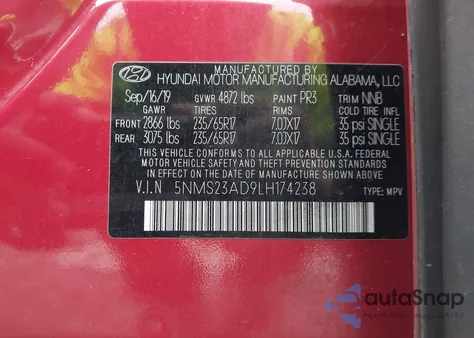 MANUFACTURED BY
HYUNDAI MOTOR MANUFACTURING ALABAMA, LLC
Sep/16/19 GVWR 4872 lbs PAINT PR3 TRIM NNB
GAWR TIRES RIMS COLD TIRE INFL
FRONT 2866 lbs 235/65R17 7.0JX17 35 psi SINGLE
REAR 3075 lbs 235/65R17 7.0JX17 35 psi SINGLE
THIS VEHICLE CONFORMS TO ALL APPLICABLE U.S.A. FEDERAL
MOTOR VEHICLE SAFETY, BUMPER, AND THEFT PREVENTION STANDARDS
IN EFFECT ON THE DATE OF MANUFACTURE SHOWN ABOVE.
V.I.N 5NMS23AD9LH174238 TYPE: MPV
autoSnap